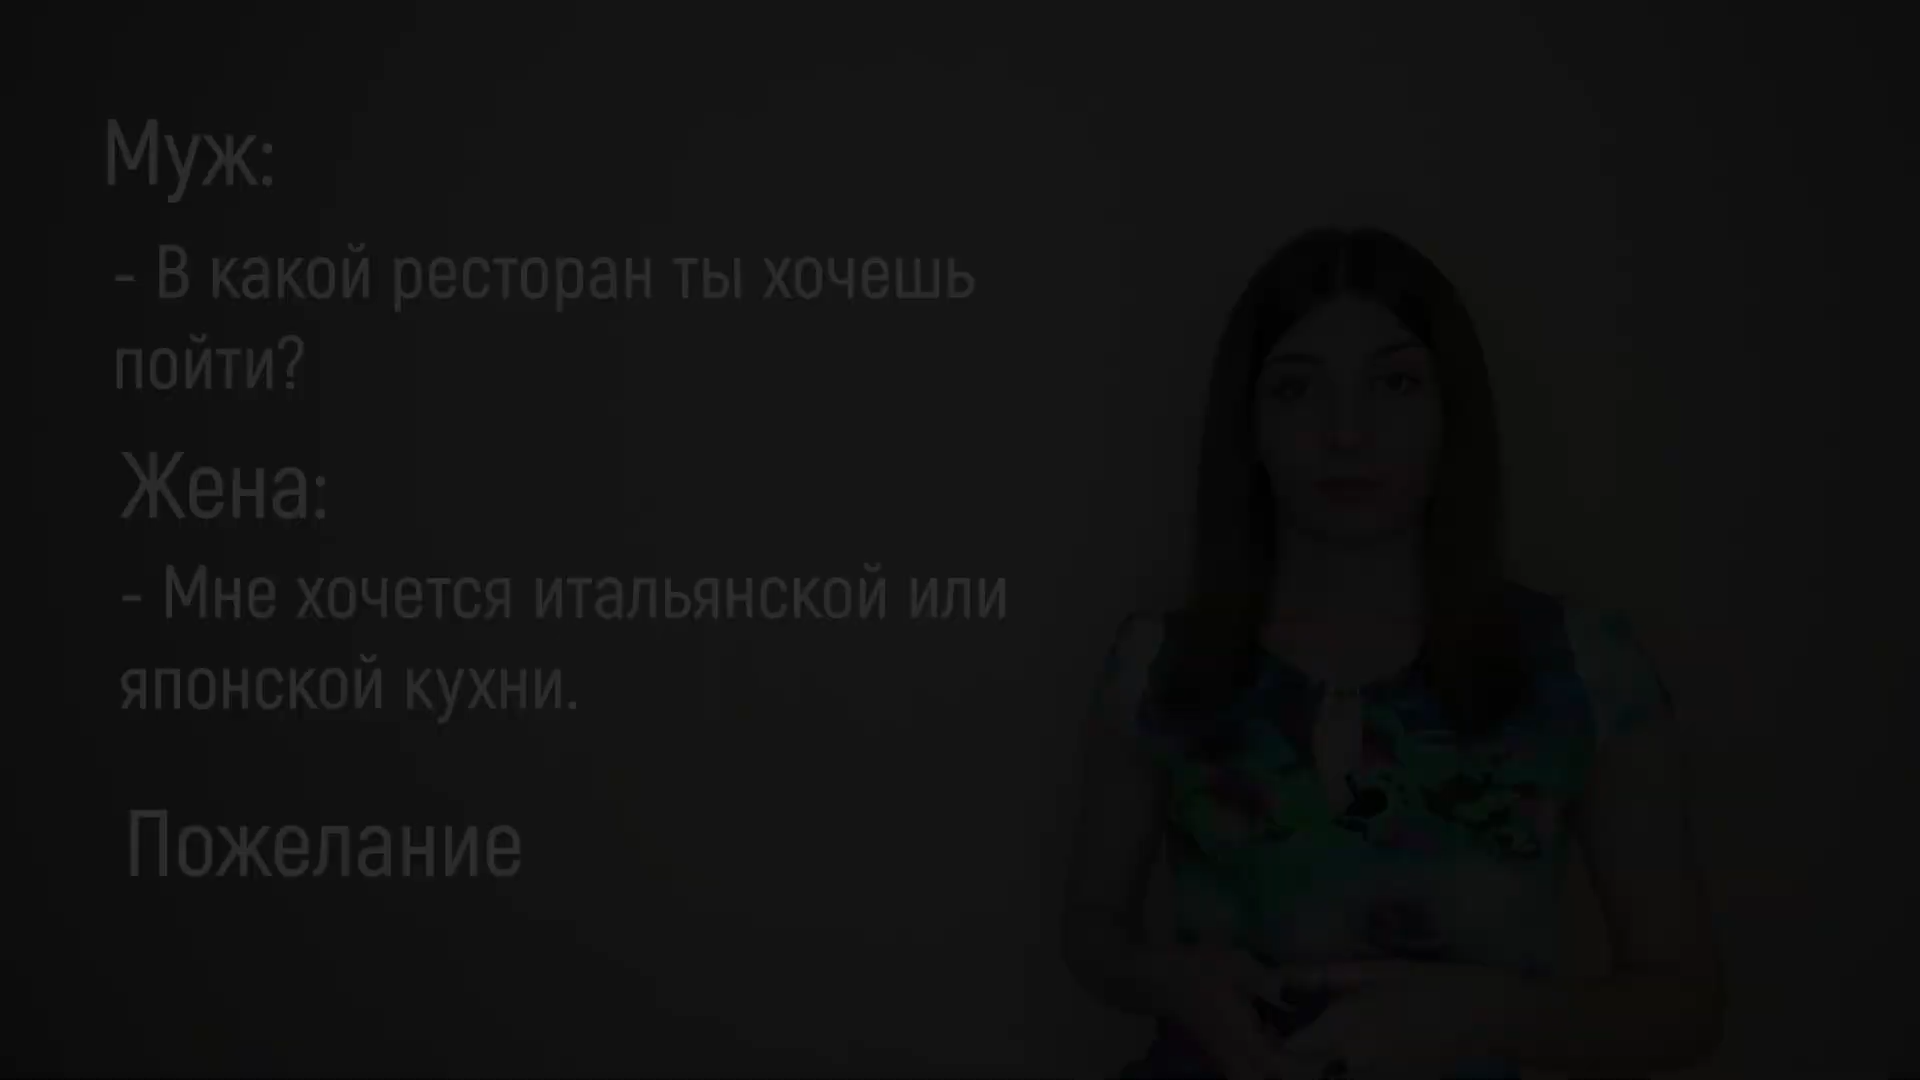 Муж:
- В какой ресторан ты хочешь
пойти?
Жена:
- Мне хочется итальянской или
японской кухни.
Пожелание